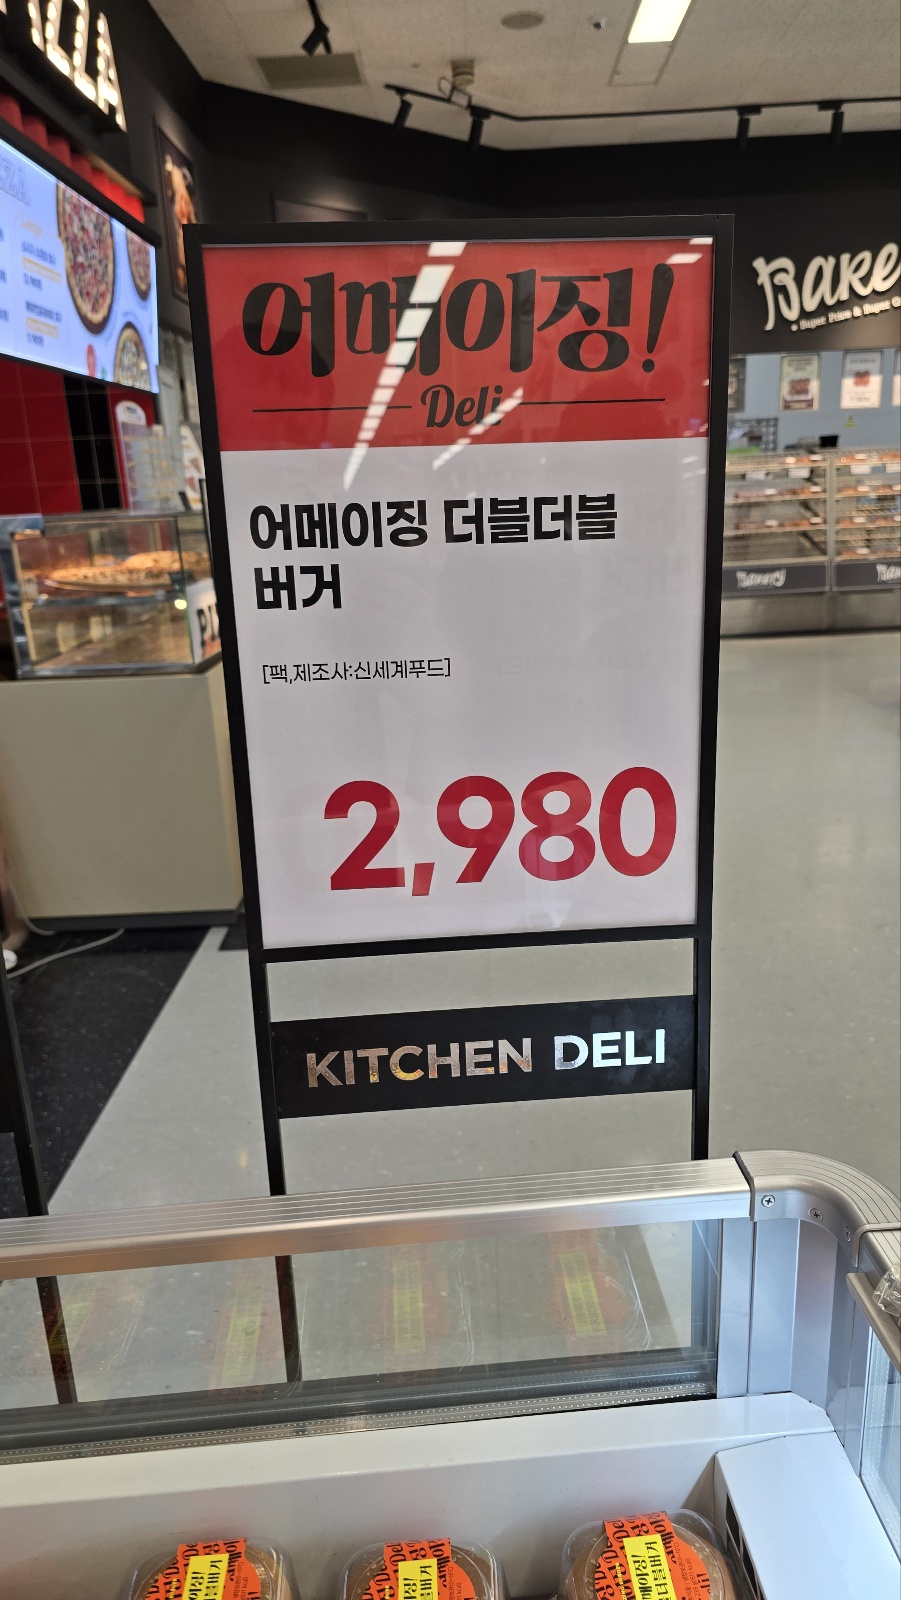 어메이징!
Deli
어메이징 더블더블
버거
[팩,제조사:신세계푸드]
2,980
KITCHEN DELI
Bakery